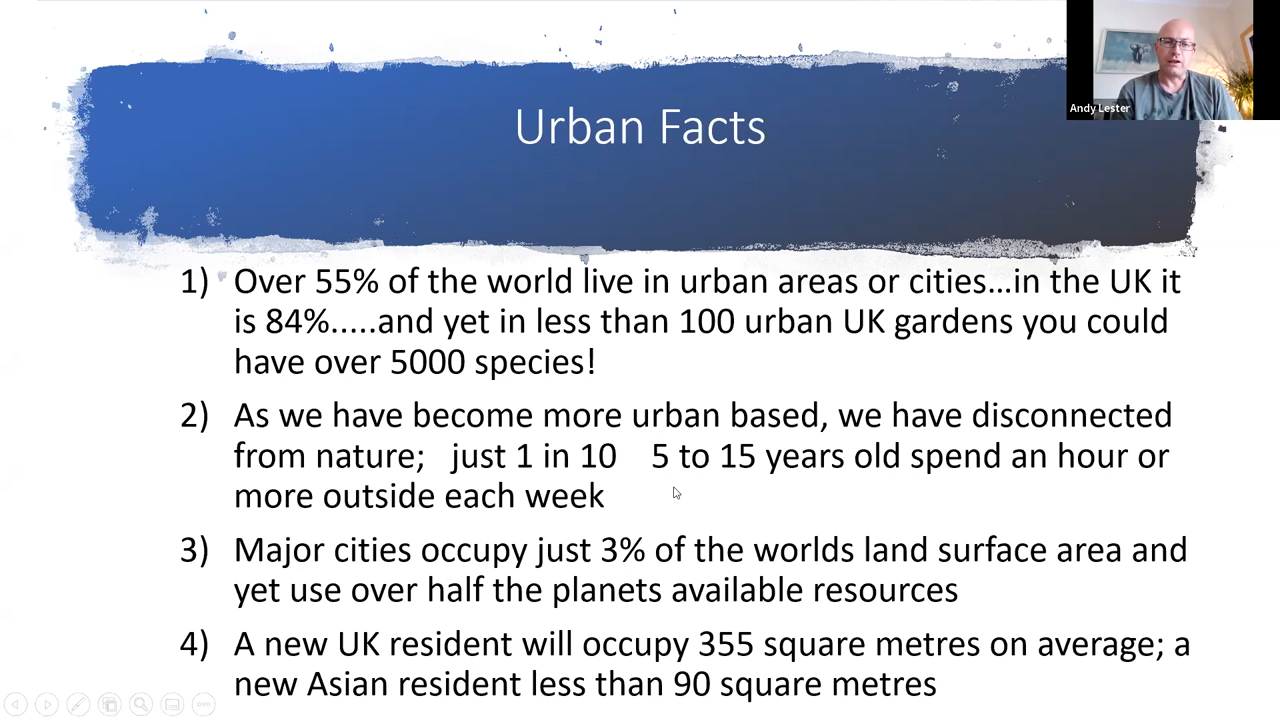 Andy Lester
Urban Facts
1) Over 55% of the world live in urban areas or cities...in the UK it
is 84%.....and yet in less than 100 urban UK gardens you could
have over 5000 species!
2) As we have become more urban based, we have disconnected
from nature;   just 1 in 10    5 to 15 years old spend an hour or
more outside each week
3) Major cities occupy just 3% of the worlds land surface area and
yet use over half the planets available resources
4) A new UK resident will occupy 355 square metres on average; a
new Asian resident less than 90 square metres